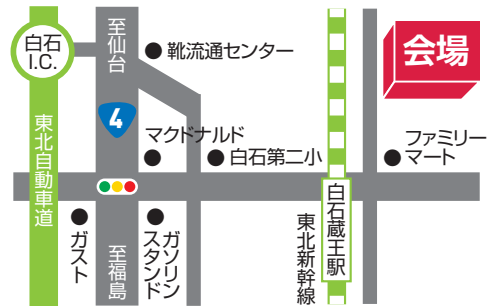 白石
I.C.
至仙台
靴流通センター
会場
4
東北自動車道
マクドナルド
白石第二小
ファミリー
マート
ガスト
至福島
ガソリン
スタンド
東北新幹線
白石蔵王駅